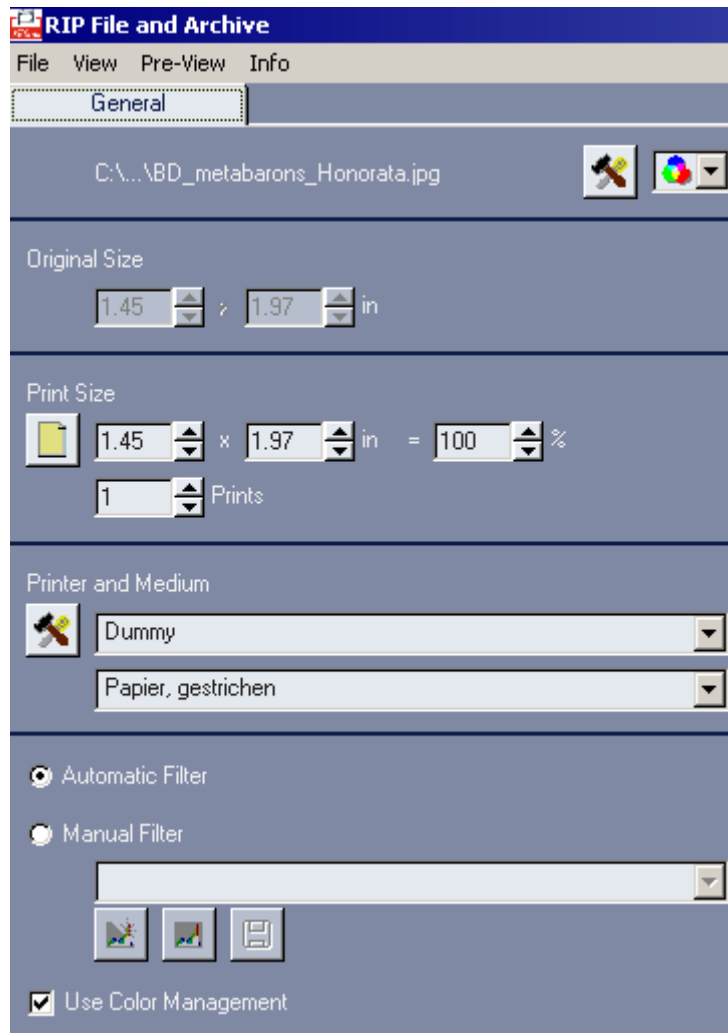 RIP File and Archive
File View Pre-View Info
General
C:\...\BD_metabarons_Honorata.jpg
Original Size
1.45 x 1.97 in
Print Size
1.45 x 1.97 in = 100 %
1 Prints
Printer and Medium
Dummy
Papier, gestrichen
Automatic Filter
Manual Filter
Use Color Management